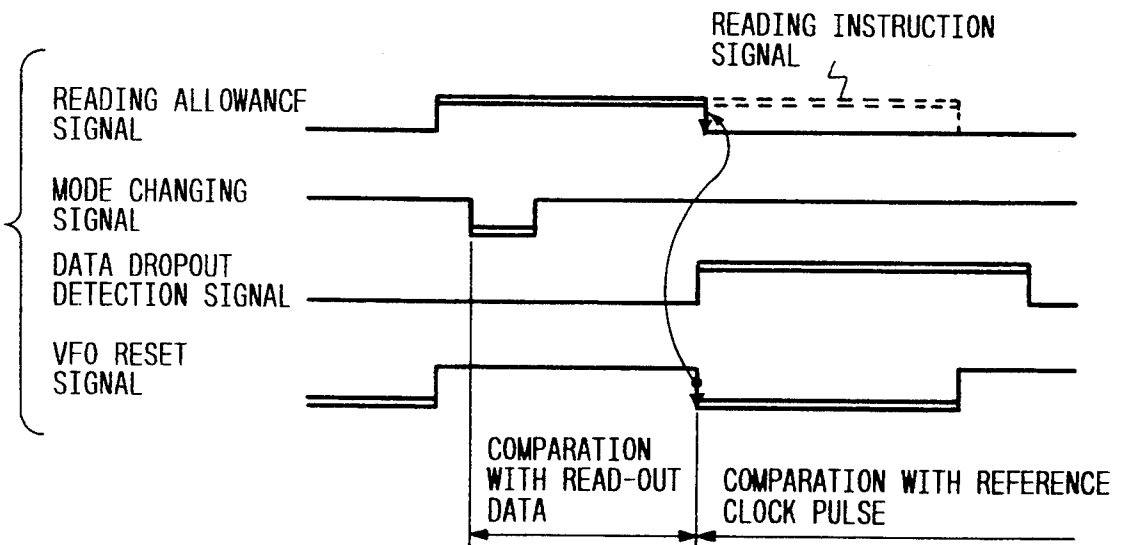 READING INSTRUCTION
SIGNAL
READING ALLOWANCF
SIGNAL
MODE CHANGING
SIGNAL
DATA DROPOUT
DETECTION SIGNAL
VFO RESET
SIGNAL
COMPARATION
WITH READ-OUT
DATA
COMPARATION WITH REFERENCE
CLOCK PULSE